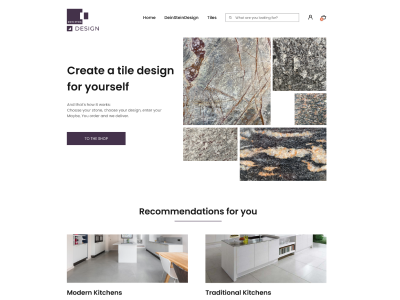 DESIGN
Home
DeinSteinDesign
Tiles
What are you looking for?
Create a tile design
for yourself
And that's how it works:
Choose your stone, choose your design, enter your
Mosaic. You order and we deliver.
TO THE SHOP
Recommendations for you
Modern Kitchens
Traditional Kitchens